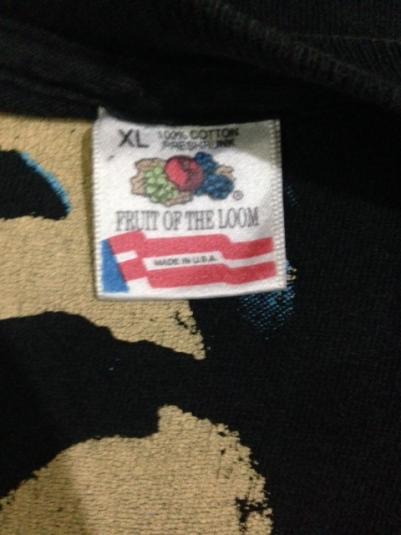 XL 100% COTTON
PRESHRUNK
®
FRUIT OF THE LOOM
MADE IN U.S.A.